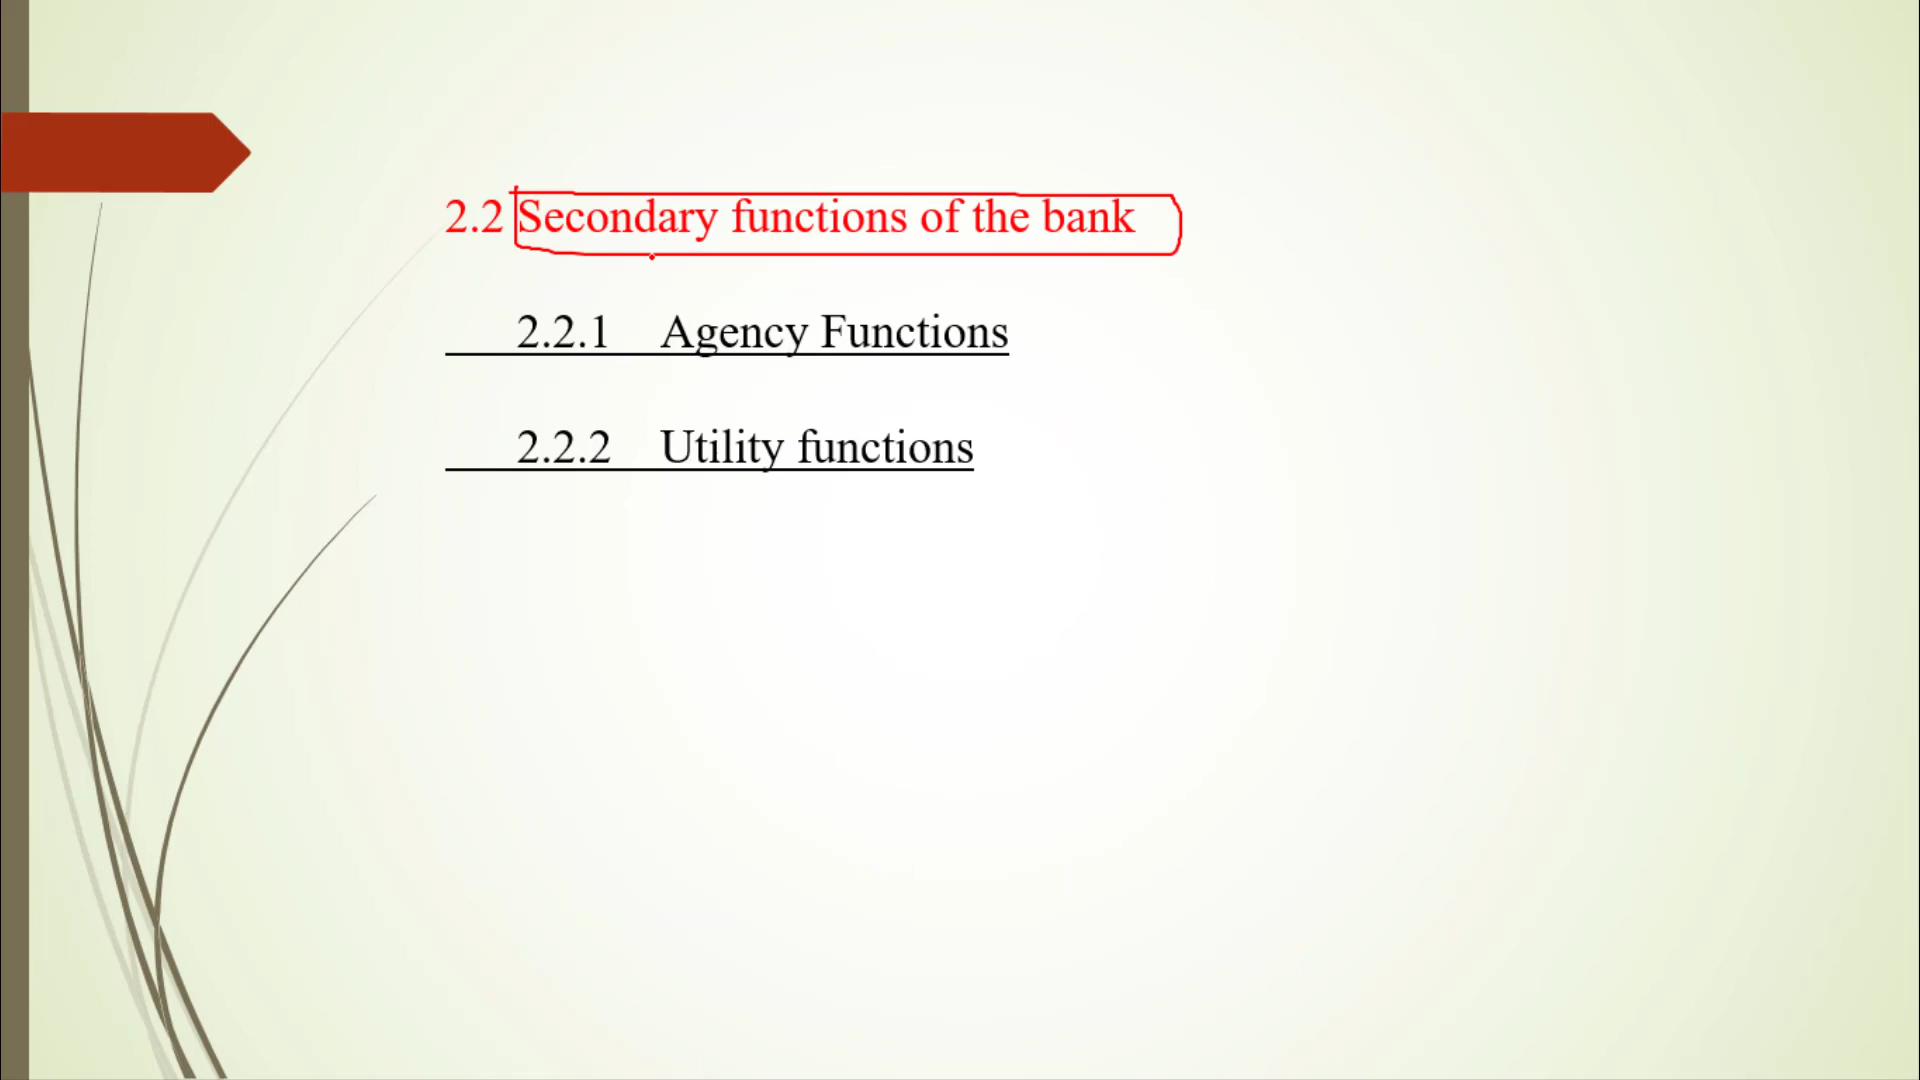 2.2 Secondary functions of the bank
2.2.1 Agency Functions
2.2.2 Utility functions